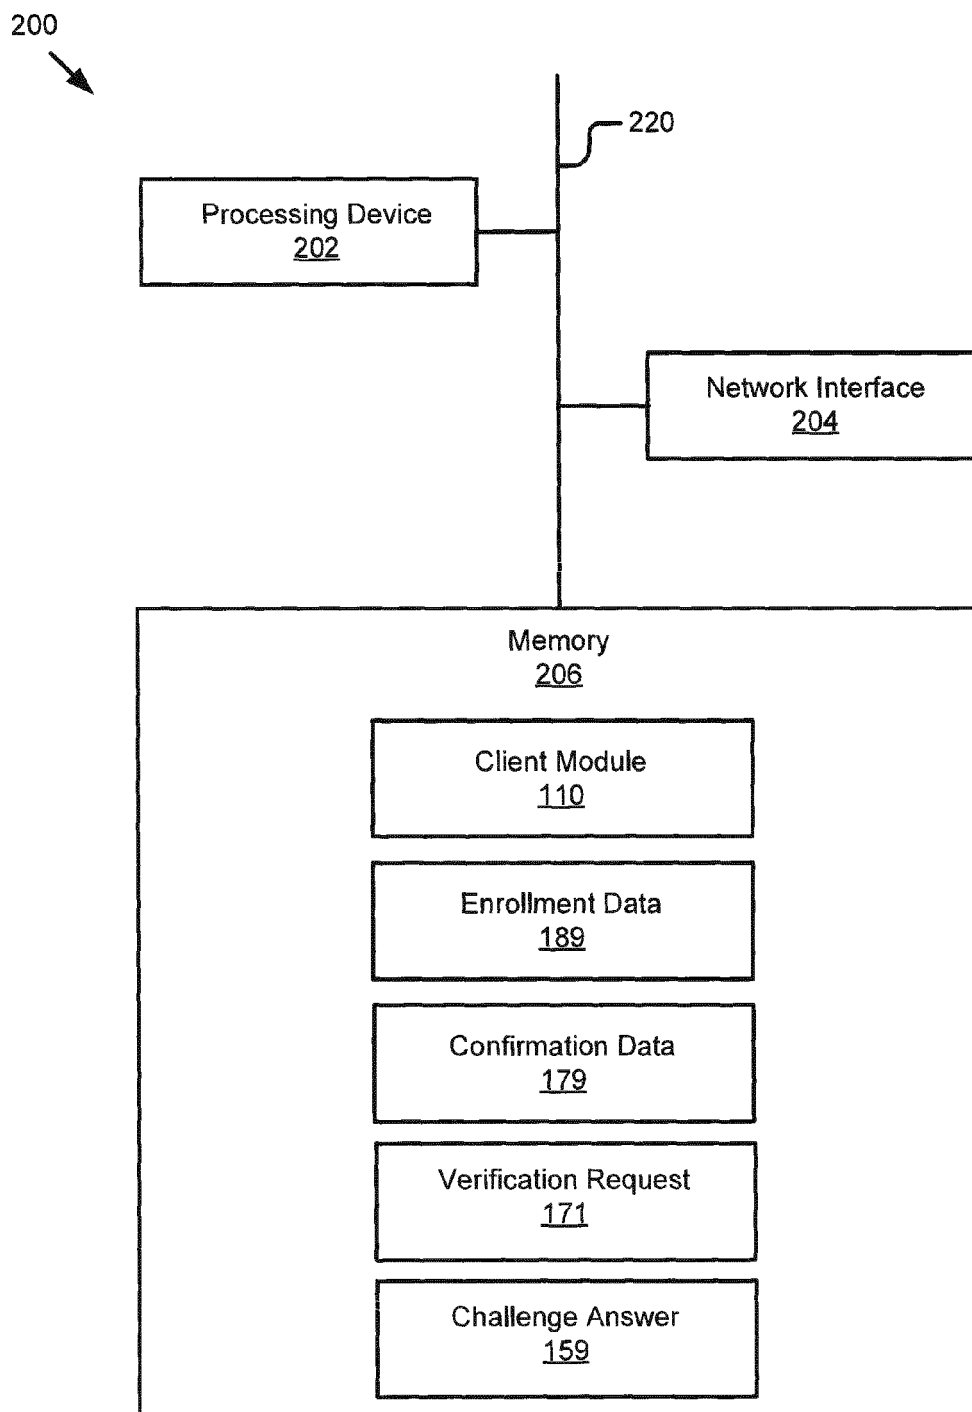 200
220
Processing Device
202
Network Interface
204
Memory
206
Client Module
110
Enrollment Data
189
Confirmation Data
179
Verification Request
171
Challenge Answer
159